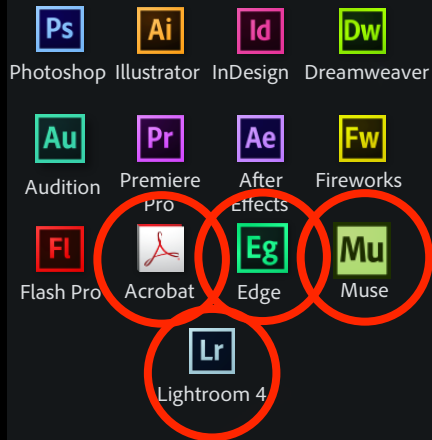 Ps Ai Id Dw
Photoshop Illustrator InDesign Dreamweaver
Au Pr Ae Fw
Audition Premiere Pro After Effects Fireworks
Fl Eg Mu
Flash Pro Acrobat Edge Muse
Lr
Lightroom 4